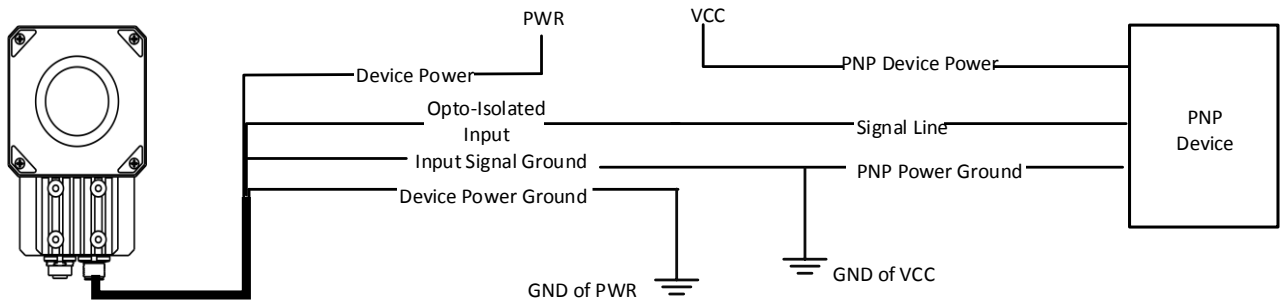 PWR
VCC
Device Power
PNP Device Power
Opto-Isolated
Input
Signal Line
PNP
Device
Input Signal Ground
PNP Power Ground
Device Power Ground
GND of PWR
GND of VCC